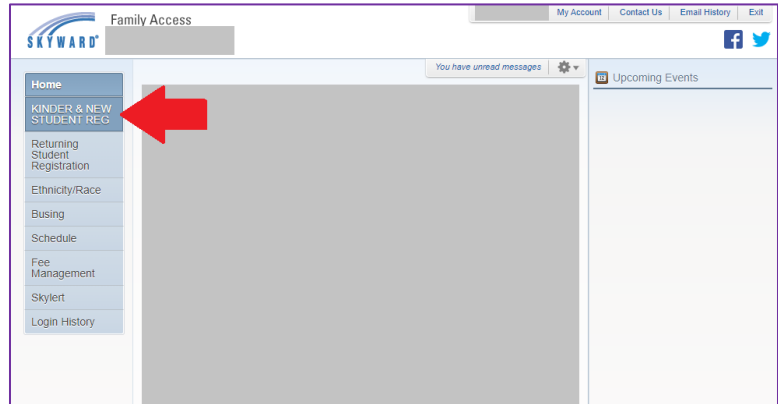 Family Access
SKYWARD®
My Account
Contact Us
Email History
Exit
You have unread messages
Upcoming Events
Home
KINDER & NEW
STUDENT REG
Returning
Student
Registration
Ethnicity/Race
Busing
Schedule
Fee
Management
Skylert
Login History